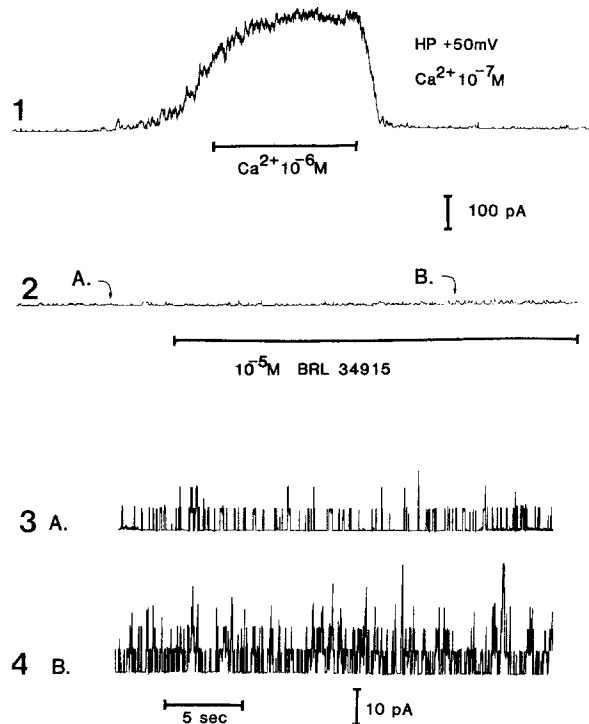 HP +50mV
Ca²⁺ 10⁻⁷M
1
Ca²⁺ 10⁻⁶M
100 pA
A.
B.
2
10⁻⁵M BRL 34915
3 A.
4 B.
5 sec
10 pA